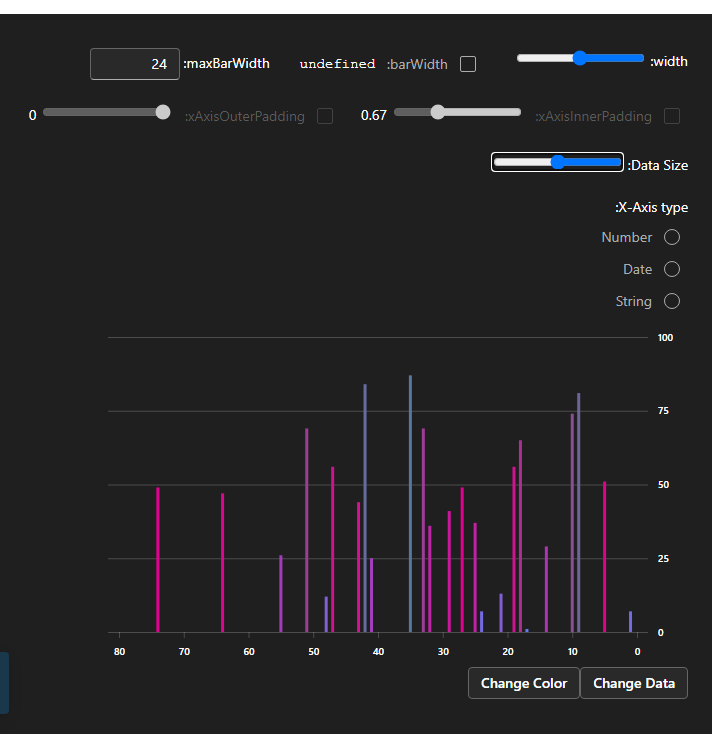 width:
barWidth: undefined
maxBarWidth: 24
xAxisInnerPadding: 0.67
xAxisOuterPadding: 0
Data Size:
X-Axis type:
Number
Date
String
100
75
50
25
0
80 70 60 50 40 30 20 10 0
Change Color Change Data